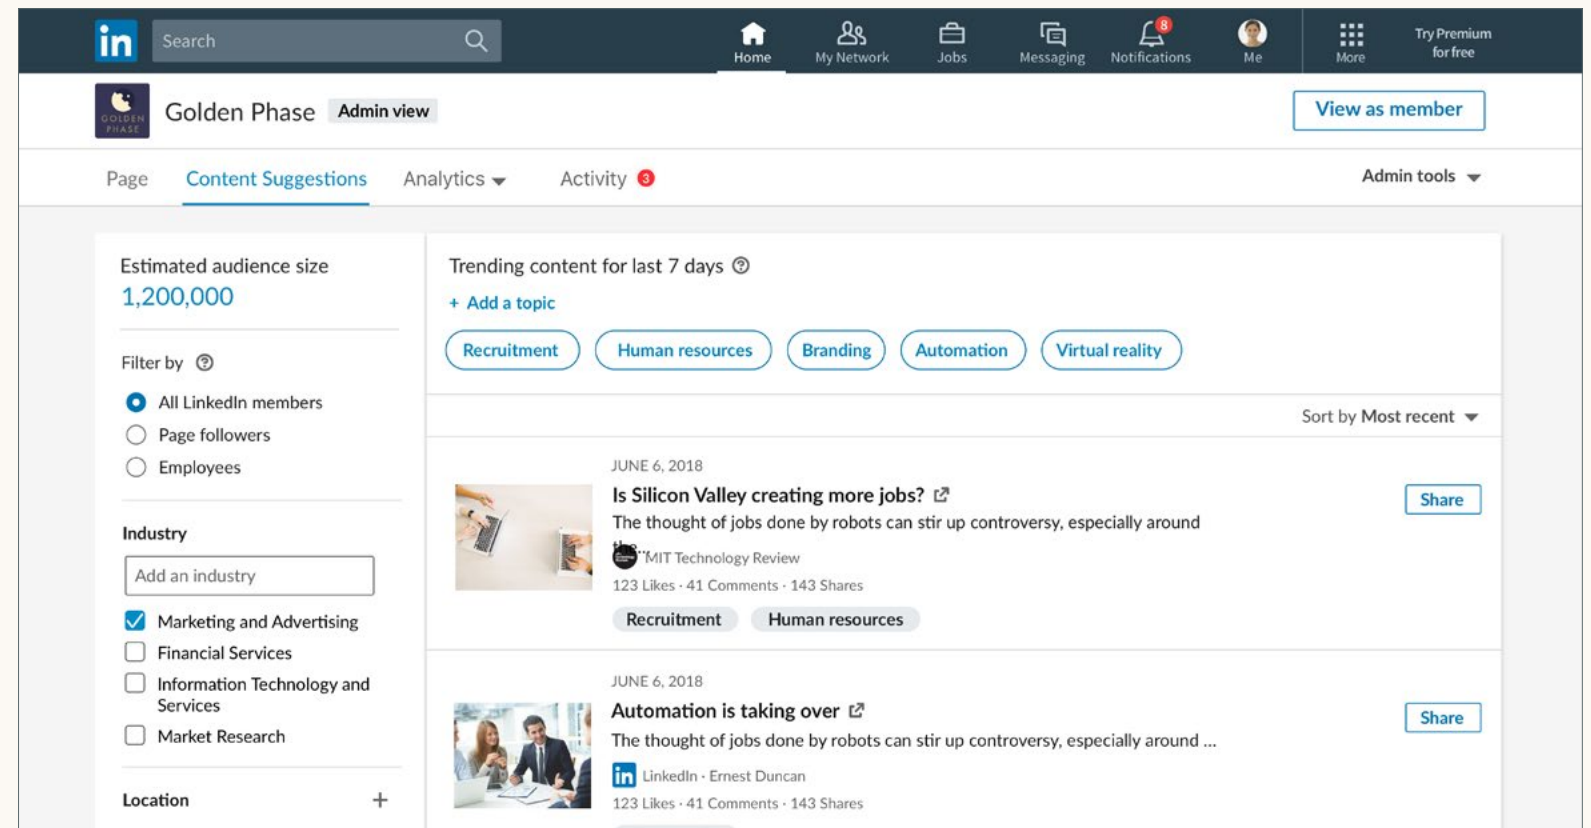 in
Search
Home
My Network
Jobs
Messaging
8
Notifications
Me
More
Try Premium
for free
GOLDEN
PHASE
Golden Phase
Admin view
View as member
Page
Content Suggestions
Analytics
Activity 3
Admin tools
Estimated audience size
1,200,000
Filter by ?
All LinkedIn members
Page followers
Employees
Industry
Add an industry
Marketing and Advertising
Financial Services
Information Technology and
Services
Market Research
Location +
Trending content for last 7 days ?
+ Add a topic
Recruitment
Human resources
Branding
Automation
Virtual reality
Sort by Most recent
JUNE 6, 2018
Is Silicon Valley creating more jobs?
Share
The thought of jobs done by robots can stir up controversy, especially around
the...
MIT Technology Review
123 Likes · 41 Comments · 143 Shares
Recruitment
Human resources
JUNE 6, 2018
Automation is taking over
Share
The thought of jobs done by robots can stir up controversy, especially around ...
in LinkedIn · Ernest Duncan
123 Likes · 41 Comments · 143 Shares